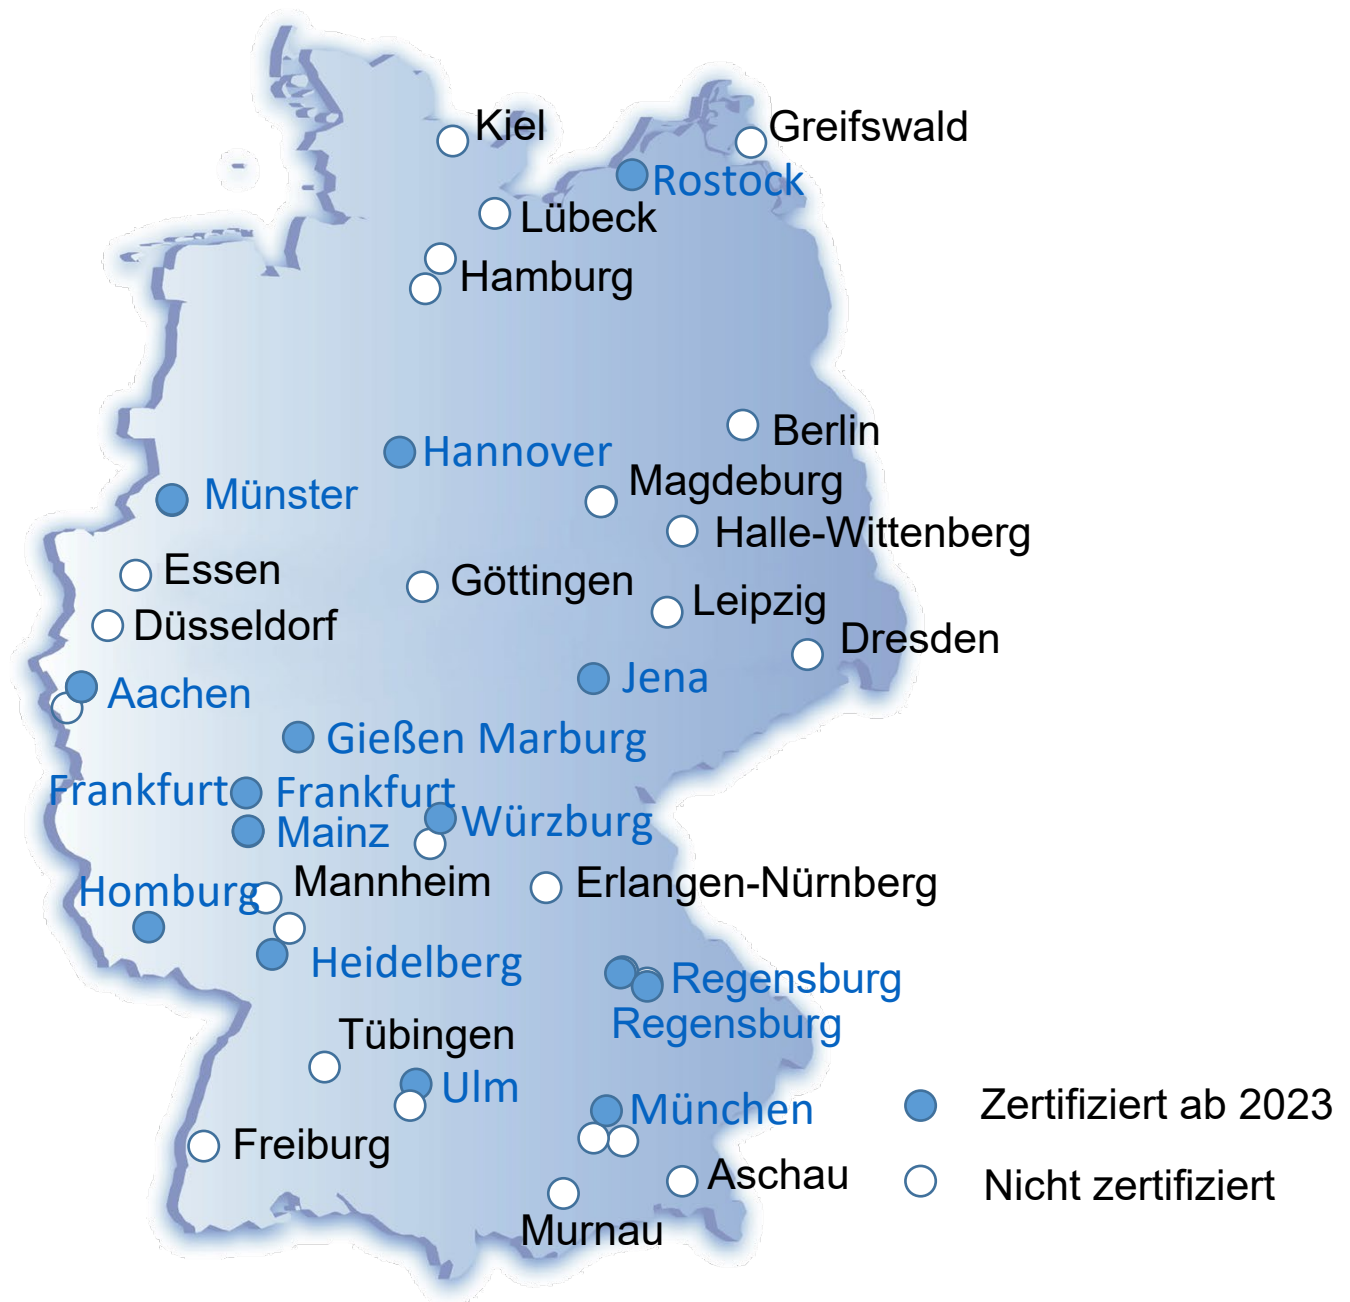 Kiel
Greifswald
Rostock
Lübeck
Hamburg
Berlin
Hannover
Magdeburg
Münster
Halle-Wittenberg
Essen
Göttingen
Leipzig
Düsseldorf
Dresden
Jena
Aachen
Gießen Marburg
Frankfurt
Frankfurt
Würzburg
Mainz
Mannheim
Erlangen-Nürnberg
Homburg
Heidelberg
Regensburg
Regensburg
Tübingen
Ulm
München
Zertifiziert ab 2023
Freiburg
Aschau
Nicht zertifiziert
Murnau